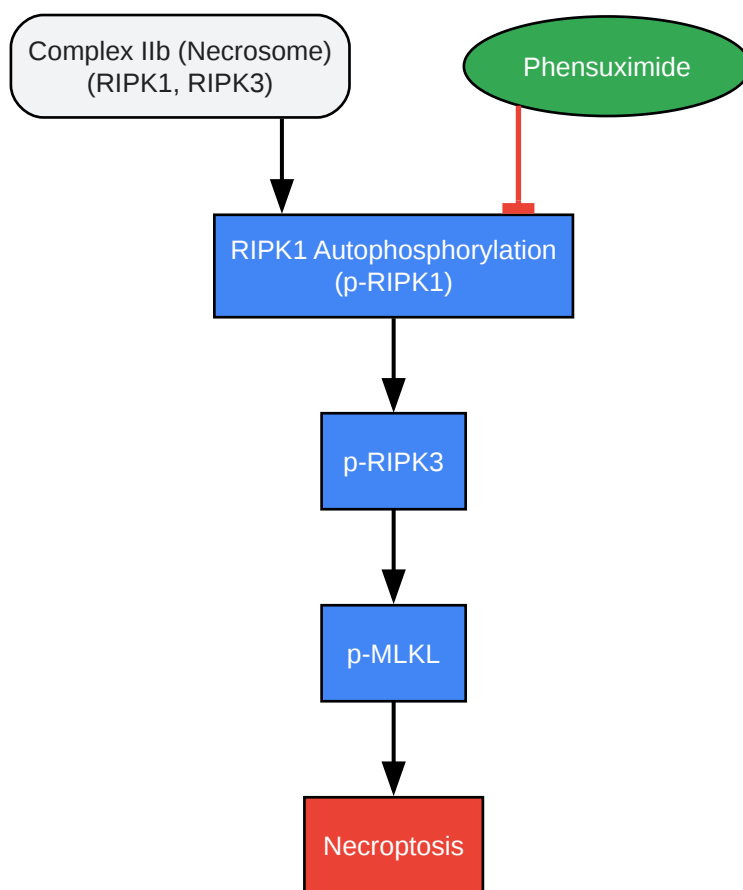 Complex IIb (Necrosome)
(RIPK1, RIPK3)
Phensuximide
RIPK1 Autophosphorylation
(p-RIPK1)
p-RIPK3
p-MLKL
Necroptosis